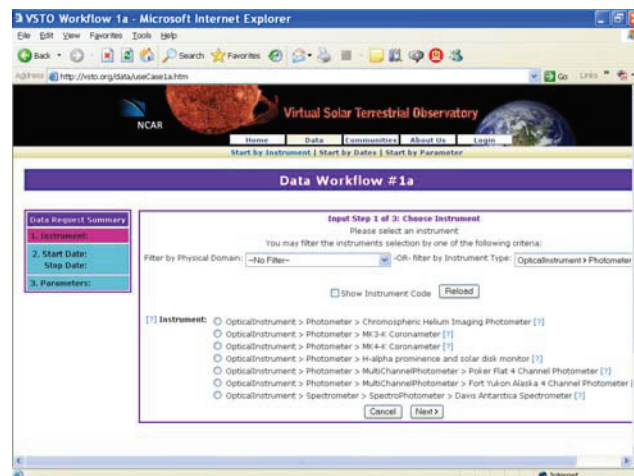 VSTO Workflow 1a - Microsoft Internet Explorer
File Edit View Favorites Tools Help
Back Search Favorites
Address http://vsto.org/data/useCase1a.htm Go Links
NCAR
Virtual Solar Terrestrial Observatory
Home Data Communities About Us Login
Start by Instrument | Start by Dates | Start by Parameter
Data Workflow #1a
Data Request Summary
1. Instrument:
2. Start Date:
Stop Date:
3. Parameters:
Input Step 1 of 3: Choose Instrument
Please select an instrument
You may filter the instruments selection by one of the following criteria:
Filter by Physical Domain: --No Filter-- -OR- filter by Instrument Type: OpticalInstrument > Photometer
Show Instrument Code Reload
[?] Instrument: OpticalInstrument > Photometer > Chromospheric Helium Imaging Photometer [?]
OpticalInstrument > Photometer > MK3-K Coronameter [?]
OpticalInstrument > Photometer > MK4-K Coronameter [?]
OpticalInstrument > Photometer > H-alpha prominence and solar disk monitor [?]
OpticalInstrument > Photometer > MultiChannelPhotometer > Poker Flat 4 Channel Photometer [?]
OpticalInstrument > Photometer > MultiChannelPhotometer > Fort Yukon Alaska 4 Channel Photometer [?]
OpticalInstrument > Spectrometer > SpectroPhotometer > Davis Antarctica Spectrometer [?]
Cancel Next >
Internet